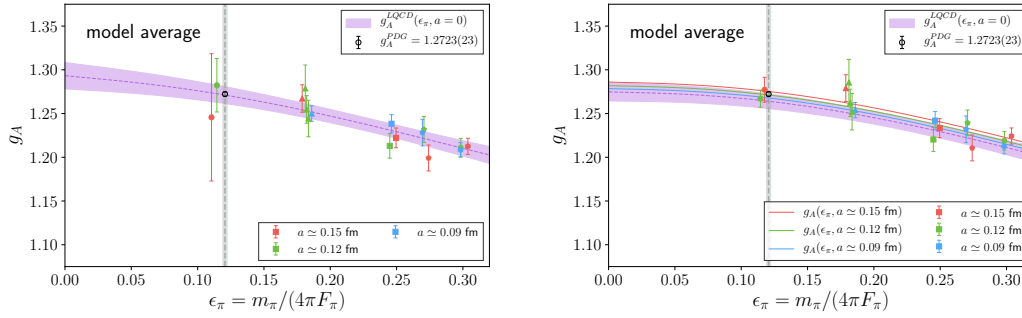 model average
g_A^{LQCD}(ϵ_π, a = 0)
g_A^{PDG} = 1.2723(23)
1.35
1.30
1.25
1.20
1.15
1.10
g_A
a ≃ 0.15 fm
a ≃ 0.12 fm
a ≃ 0.09 fm
0.00 0.05 0.10 0.15 0.20 0.25 0.30
ϵ_π = m_π/(4πF_π)
model average
g_A^{LQCD}(ϵ_π, a = 0)
g_A^{PDG} = 1.2723(23)
1.35
1.30
1.25
1.20
1.15
1.10
g_A
g_A(ϵ_π, a ≃ 0.15 fm)
g_A(ϵ_π, a ≃ 0.12 fm)
g_A(ϵ_π, a ≃ 0.09 fm)
a ≃ 0.15 fm
a ≃ 0.12 fm
a ≃ 0.09 fm
0.00 0.05 0.10 0.15 0.20 0.25 0.30
ϵ_π = m_π/(4πF_π)